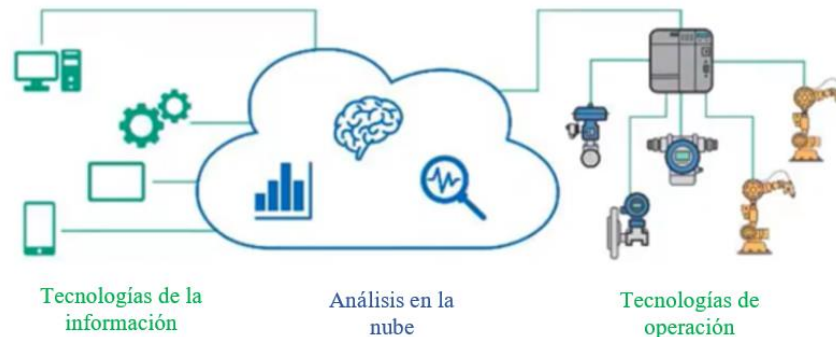 Tecnologías de la
información
Análisis en la
nube
Tecnologías de
operación